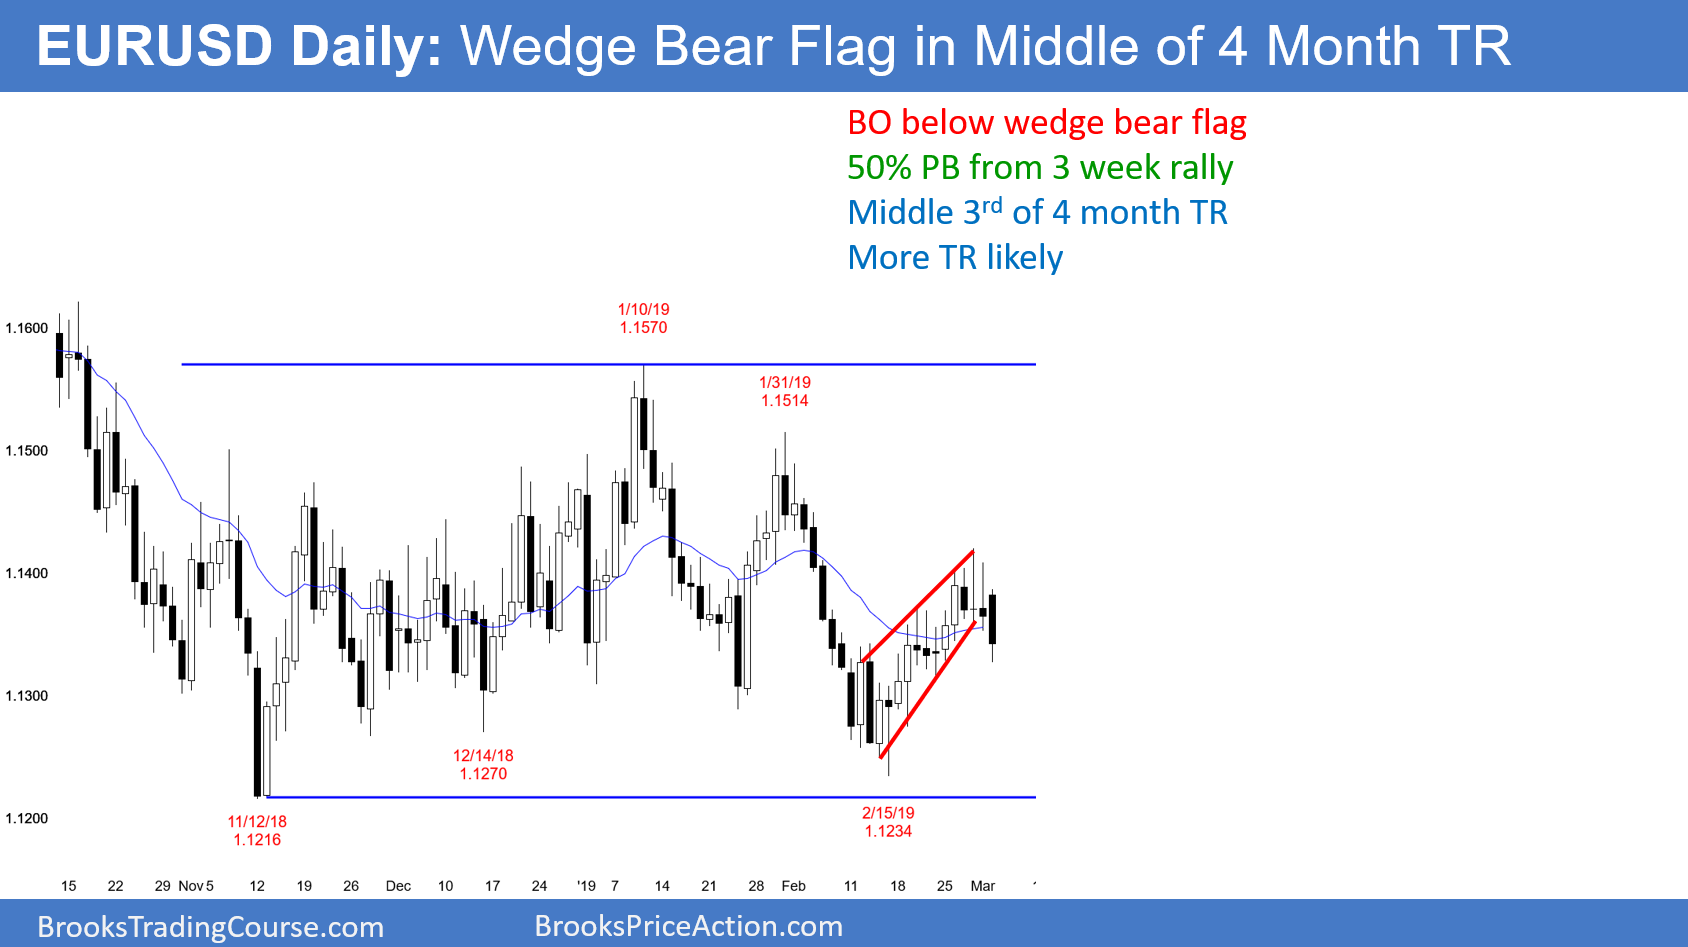 EURUSD Daily: Wedge Bear Flag in Middle of 4 Month TR
BO below wedge bear flag
50% PB from 3 week rally
Middle 3rd of 4 month TR
More TR likely
1/10/19
1.1570
1.1600
1/31/19
1.1514
1.1500
1.1400
1.1300
12/14/18
1.1270
1.1200
11/12/18
1.1216
2/15/19
1.1234
15 22 29 Nov 5 12 19 26 Dec 10 17 24 '19 7 14 21 28 Feb 11 18 25 Mar
BrooksTradingCourse.com BrooksPriceAction.com